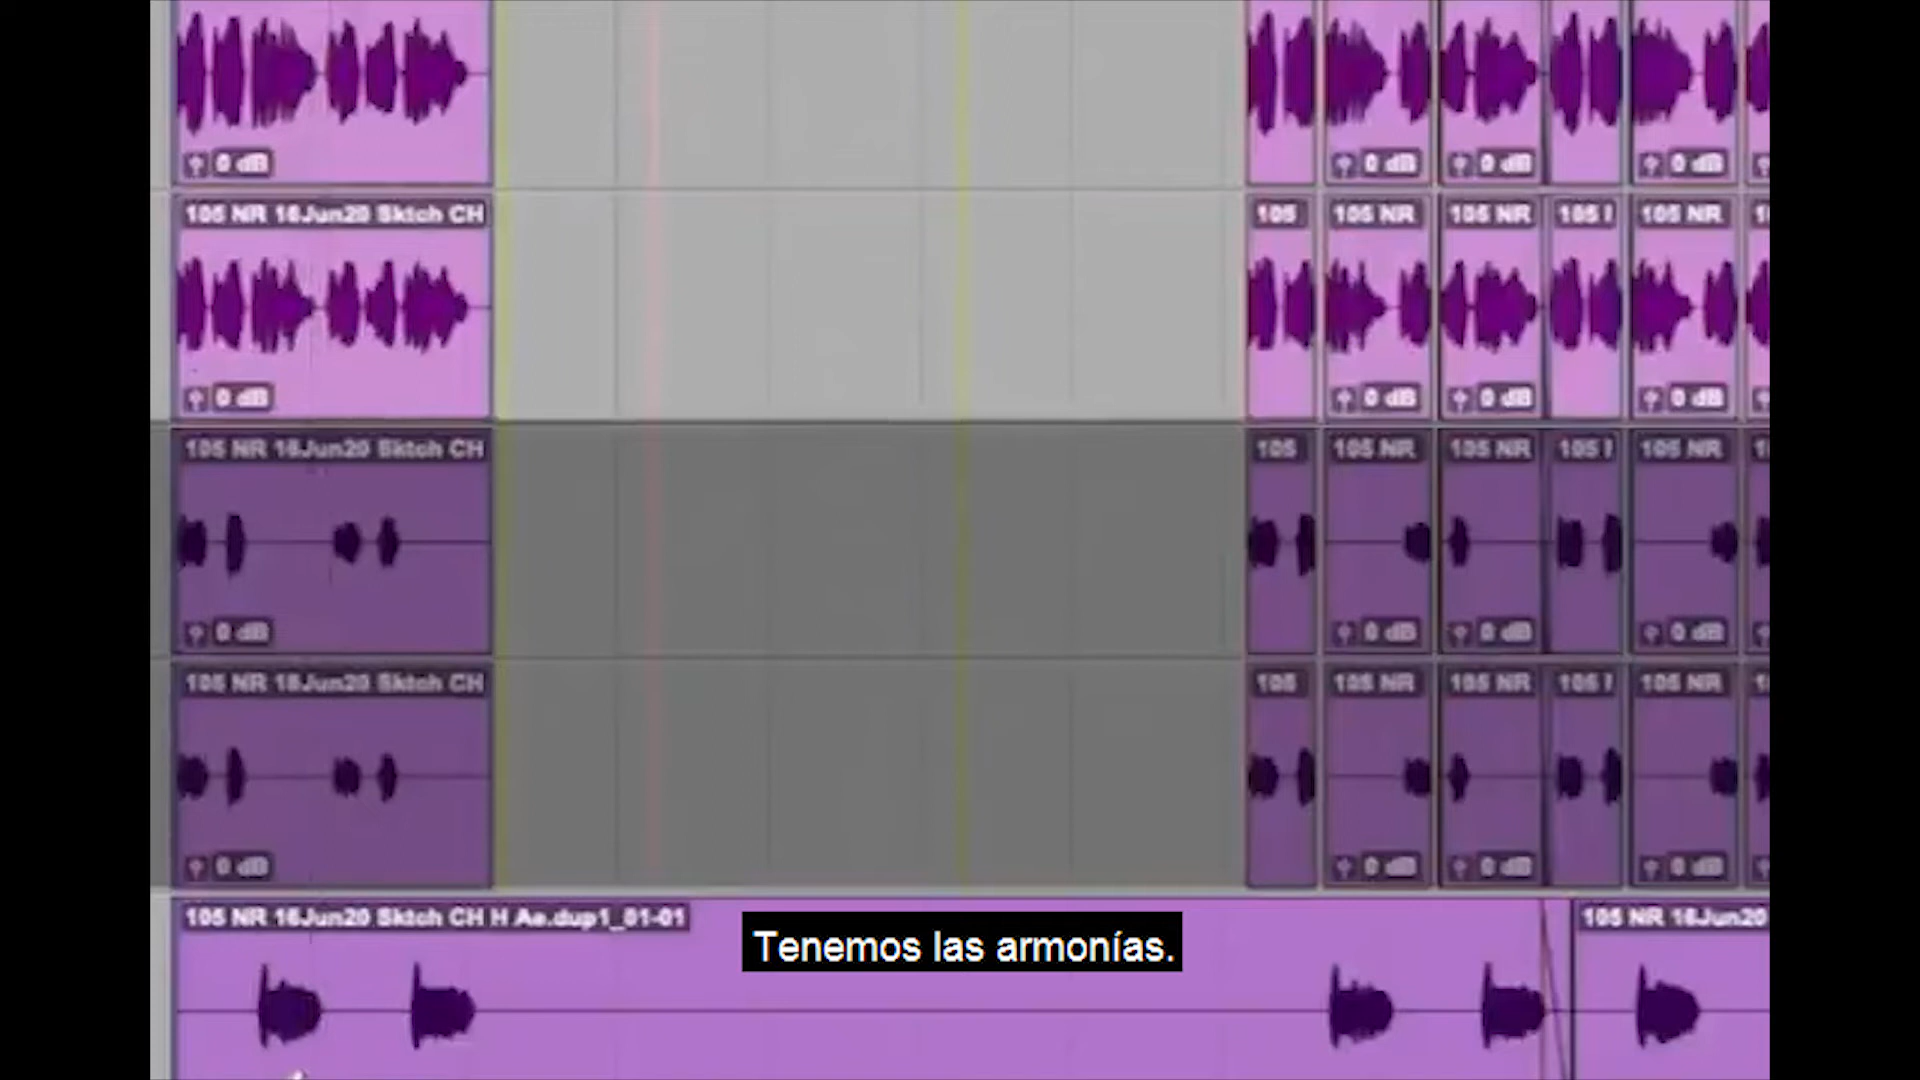 0 dB 0 dB 0 dB 0 dB
105 NR 16Jun20 Sktch CH 105 105 NR 105 NR 105 105 NR
0 dB 0 dB 0 dB 0 dB
105 NR 16Jun20 Sktch CH 105 105 NR 105 NR 105 105 NR
0 dB 0 dB 0 dB 0 dB
105 NR 16Jun20 Sktch CH 105 105 NR 105 NR 105 105 NR
0 dB 0 dB 0 dB 0 dB
105 NR 16Jun20 Sktch CH H Ae.dup1_01-01 105 NR 16Jun20
Tenemos las armonías.